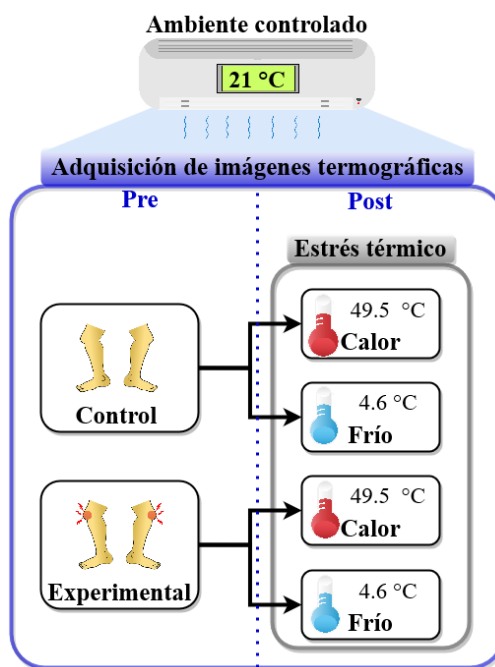 Ambiente controlado
21 °C
Adquisición de imágenes termográficas
Pre
Post
Estrés térmico
49.5 °C
Calor
Control
4.6 °C
Frío
49.5 °C
Calor
Experimental
4.6 °C
Frío